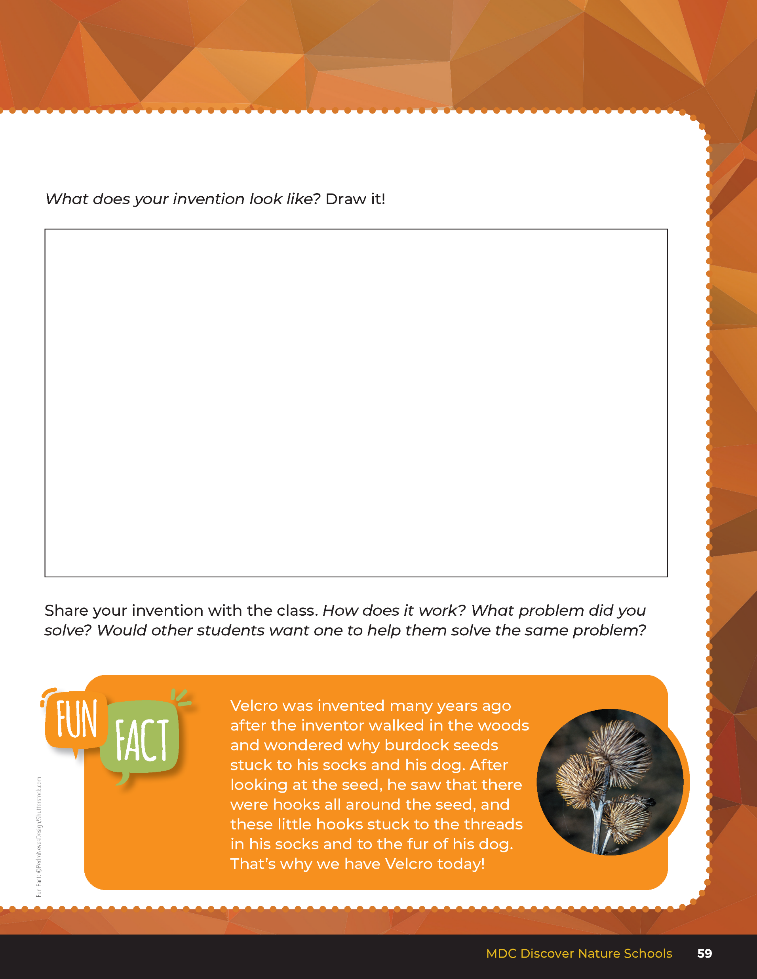 What does your invention look like? Draw it!
Share your invention with the class. How does it work? What problem did you
solve? Would other students want one to help them solve the same problem?
FUN
FACT
Velcro was invented many years ago
after the inventor walked in the woods
and wondered why burdock seeds
stuck to his socks and his dog. After
looking at the seed, he saw that there
were hooks all around the seed, and
these little hooks stuck to the threads
in his socks and to the fur of his dog.
That's why we have Velcro today!
MDC Discover Nature Schools 59